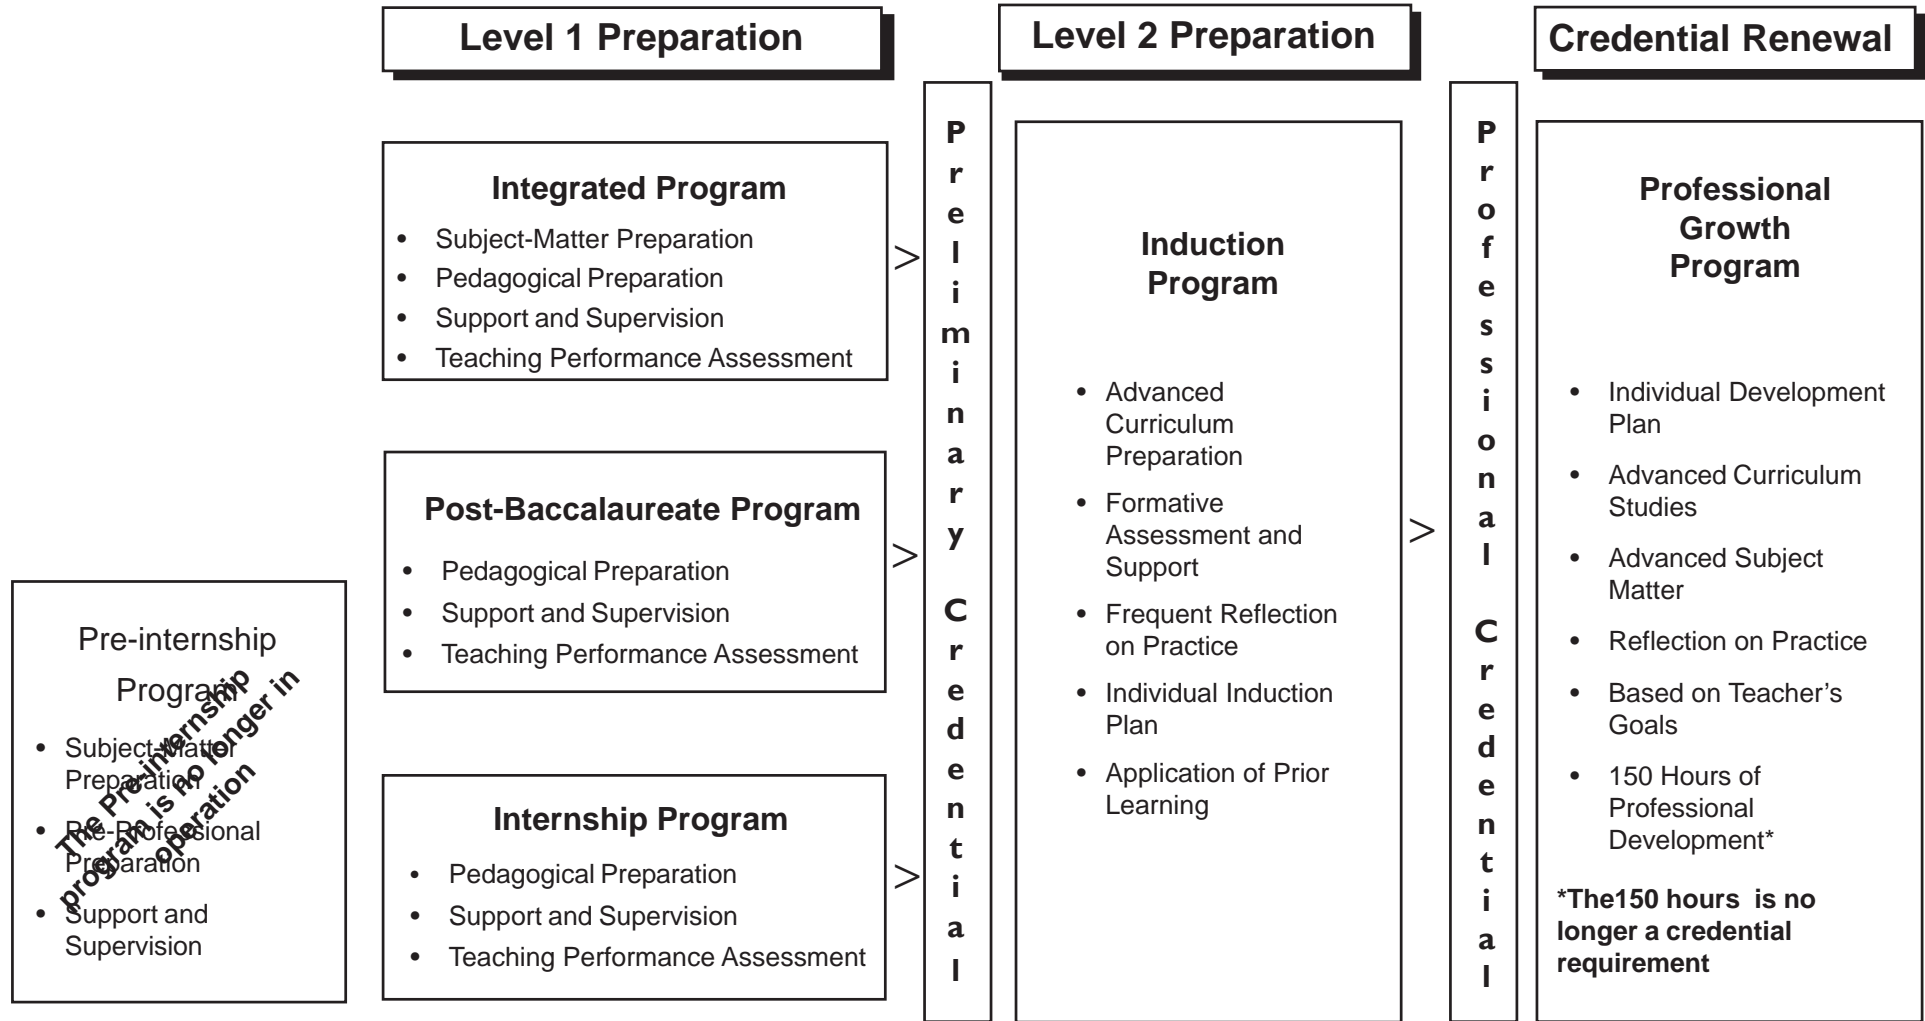 Level 1 Preparation
Level 2 Preparation
Credential Renewal
Pre-internship
Program
• Subject-Matter
Preparation
• Pre-Professional
Preparation
• Support and
Supervision
The Pre-internship
program is no longer in
operation
Integrated Program
• Subject-Matter Preparation
• Pedagogical Preparation
• Support and Supervision
• Teaching Performance Assessment
>
Post-Baccalaureate Program
• Pedagogical Preparation
• Support and Supervision
• Teaching Performance Assessment
>
Internship Program
• Pedagogical Preparation
• Support and Supervision
• Teaching Performance Assessment
>
Preliminary Credential
Induction
Program
• Advanced
Curriculum
Preparation
• Formative
Assessment and
Support
• Frequent Reflection
on Practice
• Individual Induction
Plan
• Application of Prior
Learning
>
Professional Credential
Professional
Growth
Program
• Individual Development
Plan
• Advanced Curriculum
Studies
• Advanced Subject
Matter
• Reflection on Practice
• Based on Teacher’s
Goals
• 150 Hours of
Professional
Development*
*The150 hours is no
longer a credential
requirement